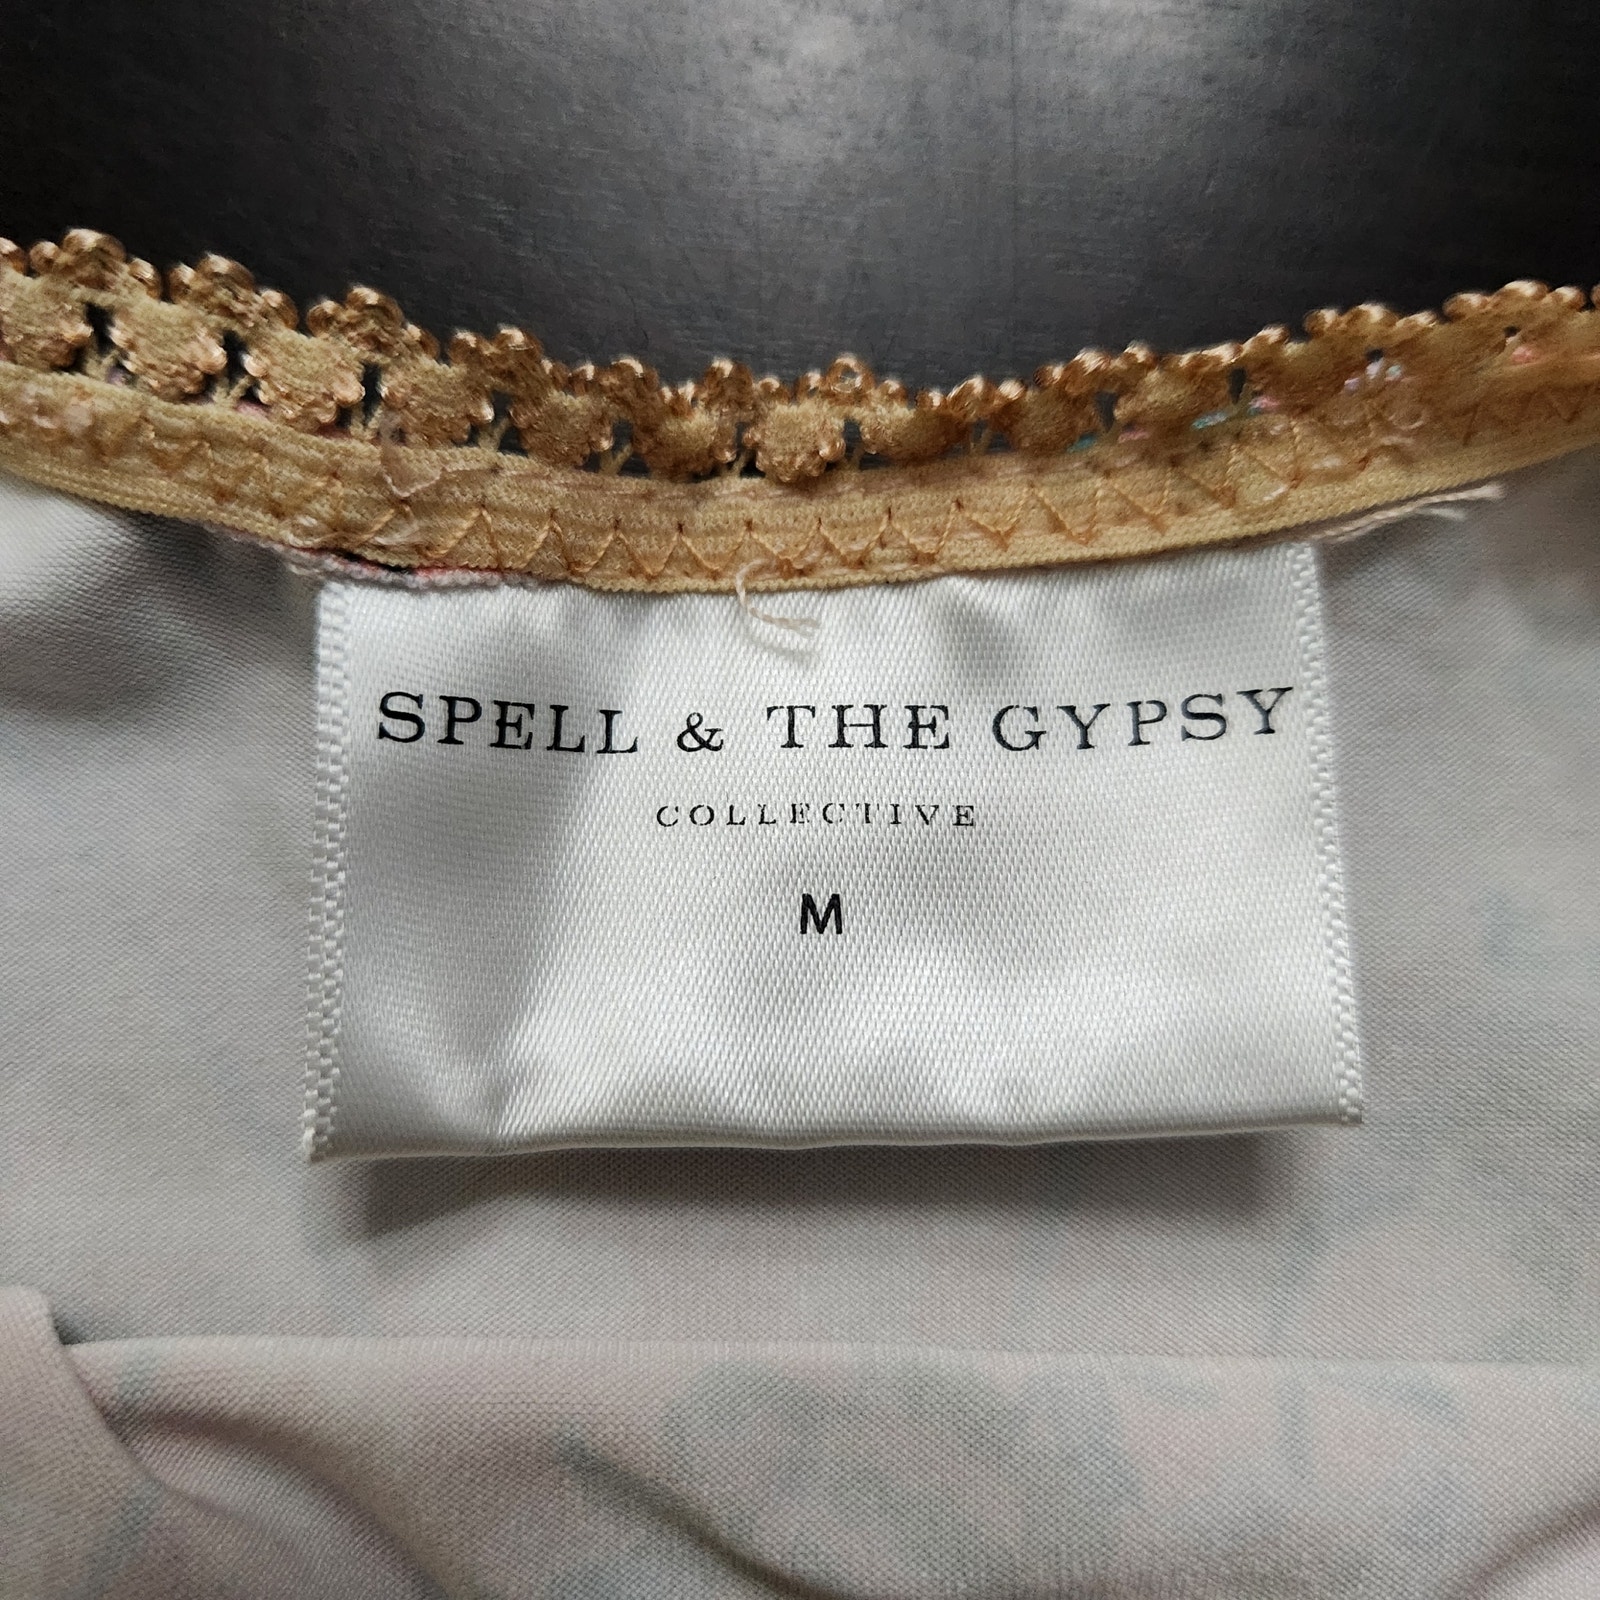 SPELL & THE GYPSY
COLLECTIVE
M